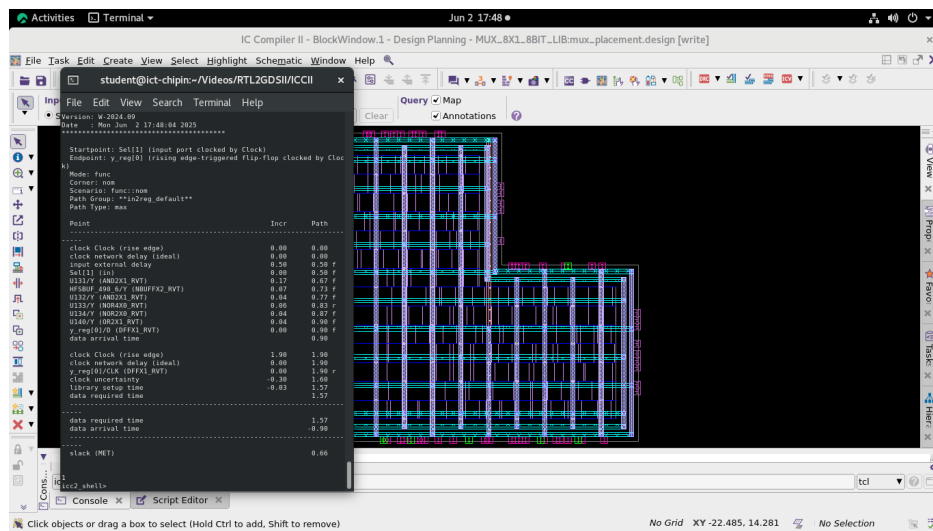 Activities Terminal Jun 2 17:48
IC Compiler II - BlockWindow.1 - Design Planning - MUX_8X1_8BIT_LIB:mux_placement.design [write]
File Task Edit Create View Select Highlight Schematic Window Help
student@ict-chipin:~/Videos/RTL2GDSII/ICCII
File Edit View Search Terminal Help
Query Map
Clear Annotations
Version: W-2024.09
Date : Mon Jun 2 17:48:04 2025
****************************************
Startpoint: Sel[1] (input port clocked by Clock)
Endpoint: y_reg[0] (rising edge-triggered flip-flop clocked by Cloc
k)
Mode: func
Corner: nom
Scenario: func::nom
Path Group: **in2reg_default**
Path Type: max
Point Incr Path
clock Clock (rise edge) 0.00 0.00
clock network delay (ideal) 0.00 0.00
input external delay 0.50 0.50 f
Sel[1] (in) 0.00 0.50 f
U131/Y (AND2X1_RVT) 0.17 0.67 f
HFSBUF_490_6/Y (NBUFFX2_RVT) 0.07 0.73 f
U132/Y (AND2X1_RVT) 0.04 0.77 f
U133/Y (NOR4X0_RVT) 0.06 0.83 r
U134/Y (NOR2X0_RVT) 0.04 0.87 f
U140/Y (OR2X1_RVT) 0.04 0.90 f
y_reg[0]/D (DFFX1_RVT) 0.00 0.90 f
data arrival time 0.90
clock Clock (rise edge) 1.90 1.90
clock network delay (ideal) 0.00 1.90
y_reg[0]/CLK (DFFX1_RVT) 0.00 1.90 r
clock uncertainty -0.30 1.60
library setup time -0.03 1.57
data required time 1.57
data required time 1.57
data arrival time -0.90
slack (MET) 0.66
1
icc2_shell>
View
Prop
Favo
Task
Hier
Cons...
tcl
Console Script Editor
Click objects or drag a box to select (Hold Ctrl to add, Shift to remove) No Grid XY -22.485, 14.281 No Selection